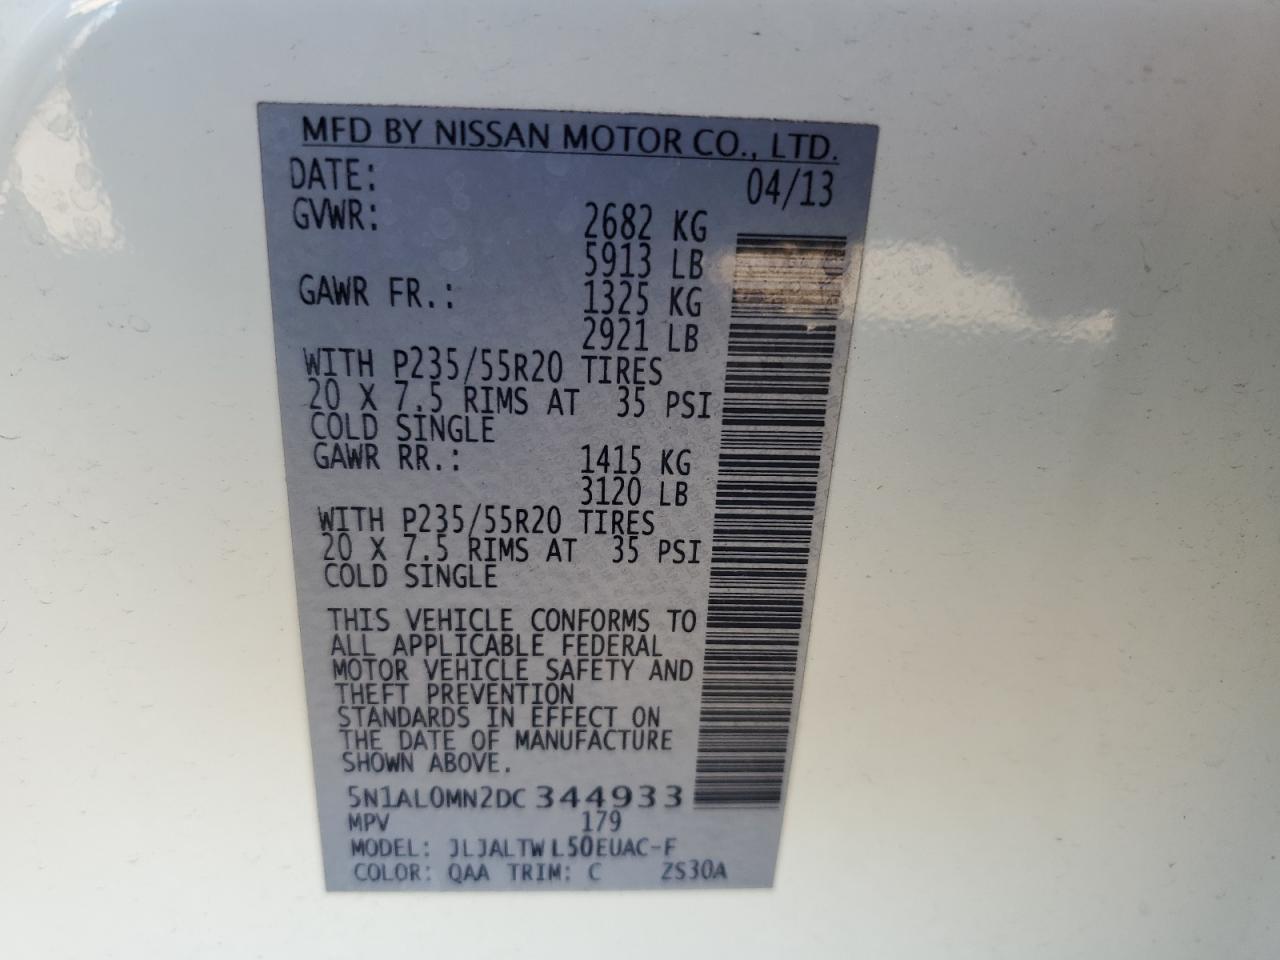 MFD BY NISSAN MOTOR CO., LTD.
DATE: 04/13
GVWR: 2682 KG
5913 LB
GAWR FR.: 1325 KG
2921 LB
WITH P235/55R20 TIRES
20 X 7.5 RIMS AT 35 PSI
COLD SINGLE
GAWR RR.: 1415 KG
3120 LB
WITH P235/55R20 TIRES
20 X 7.5 RIMS AT 35 PSI
COLD SINGLE
THIS VEHICLE CONFORMS TO
ALL APPLICABLE FEDERAL
MOTOR VEHICLE SAFETY AND
THEFT PREVENTION
STANDARDS IN EFFECT ON
THE DATE OF MANUFACTURE
SHOWN ABOVE.
5N1AL0MN2DC 344933
MPV 179
MODEL: JLJALTWL50EUAC-F
COLOR: QAA TRIM: C ZS30A